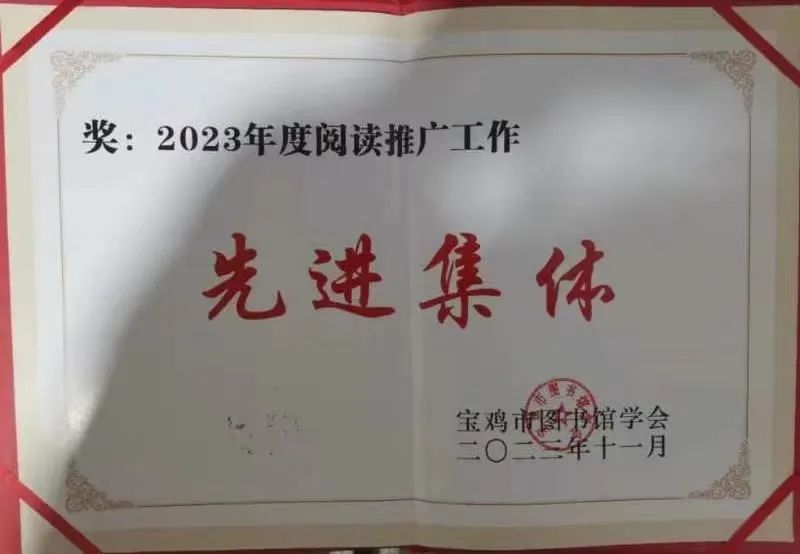 奖：2023年度阅读推广工作
先进集体
宝鸡市图书馆学会
二〇二三年十一月